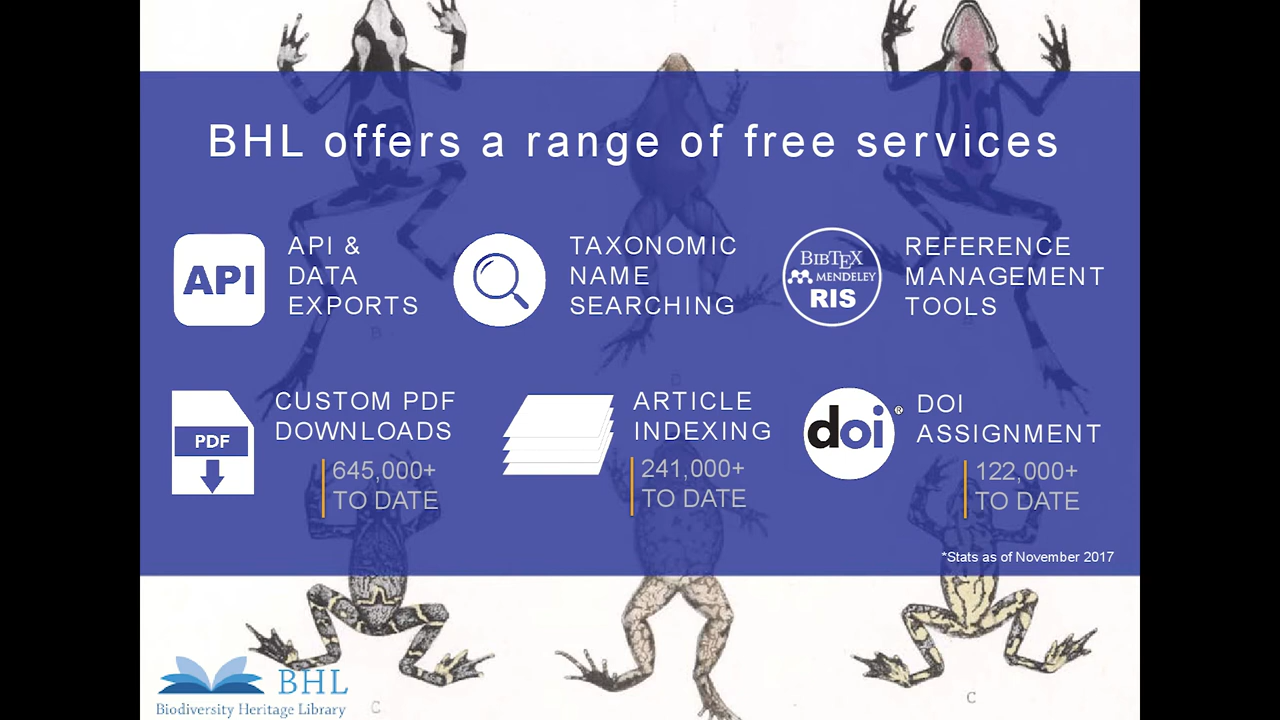 BHL offers a range of free services
API
API &
DATA
EXPORTS
TAXONOMIC
NAME
SEARCHING
BIBTEX
MENDELEY
RIS
REFERENCE
MANAGEMENT
TOOLS
PDF
CUSTOM PDF
DOWNLOADS
645,000+
TO DATE
ARTICLE
INDEXING
241,000+
TO DATE
doi®
DOI
ASSIGNMENT
122,000+
TO DATE
*Stats as of November 2017
BHL
Biodiversity Heritage Library
C
C